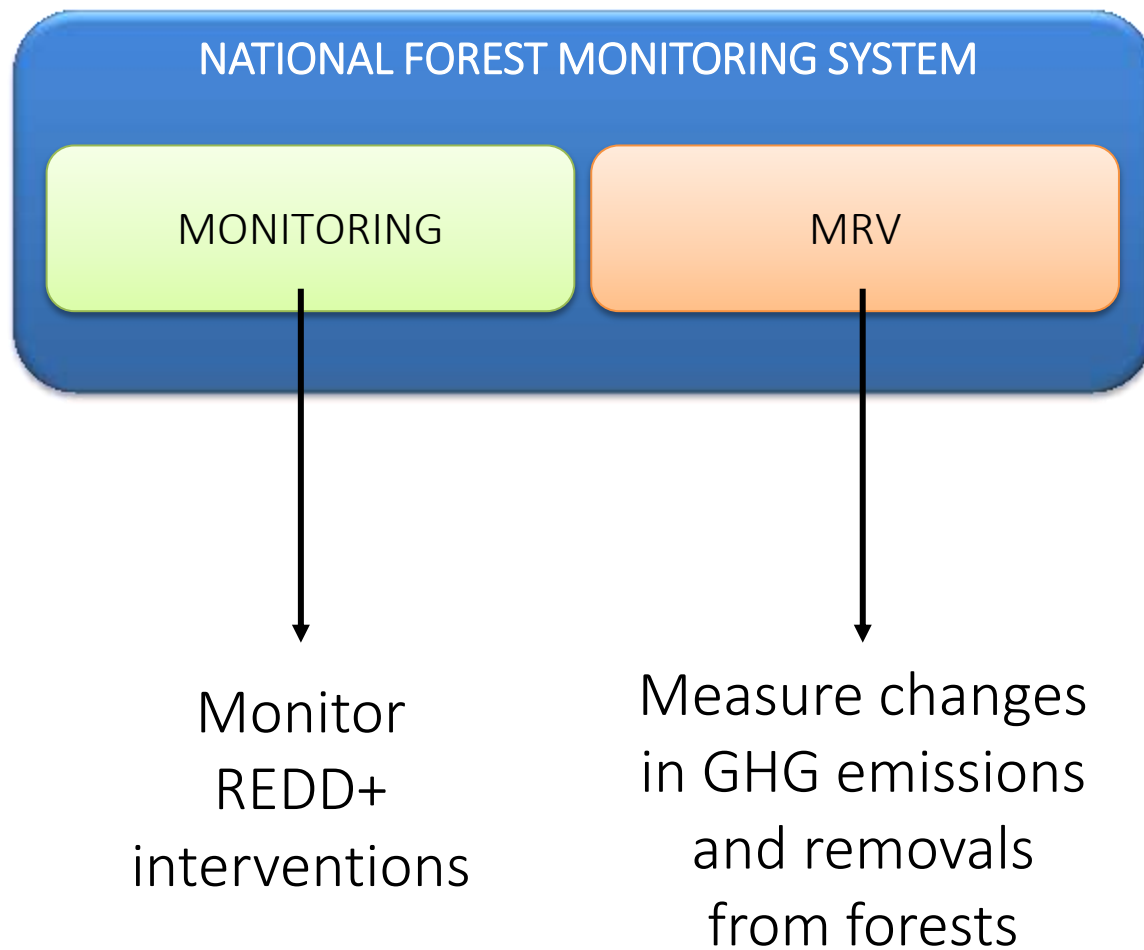 NATIONAL FOREST MONITORING SYSTEM
MONITORING
MRV
Monitor
REDD+
interventions
Measure changes
in GHG emissions
and removals
from forests